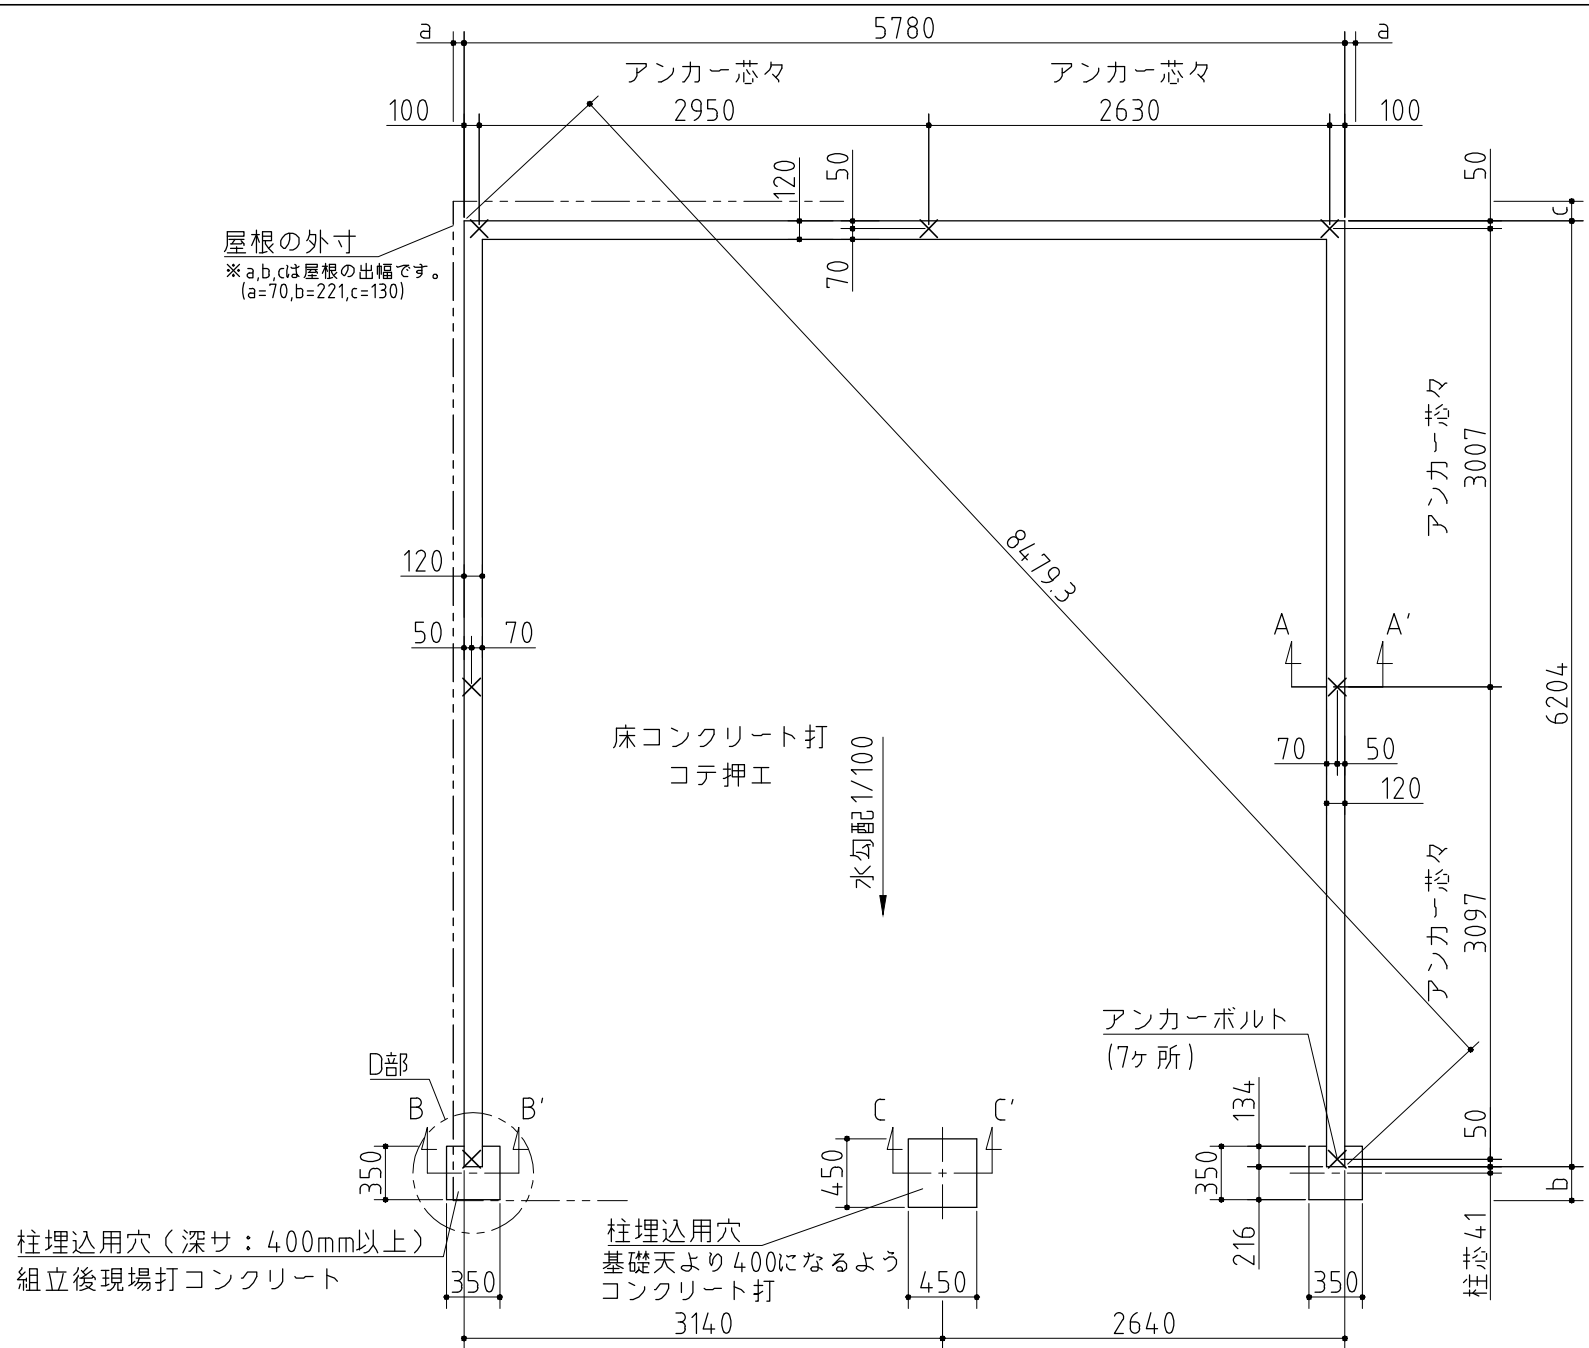 a
5780
a
アンカー芯々
アンカー芯々
100
2950
2630
100
120
50
50
c
屋根の外寸
※a,b,cは屋根の出幅です。
(a=70,b=221,c=130)
70
アンカー芯々
3007
8479.3
120
50
70
A
A'
6204
床コンクリート打
コテ押エ
水勾配1/100
70
50
120
アンカー芯々
3097
アンカーボルト
(7ヶ所)
D部
B
B'
C
C'
134
50
350
450
350
b
柱埋込用穴(深サ:400mm以上)
組立後現場打コンクリート
柱埋込用穴
基礎天より400になるよう
コンクリート打
216
柱芯41
350
450
350
3140
2640